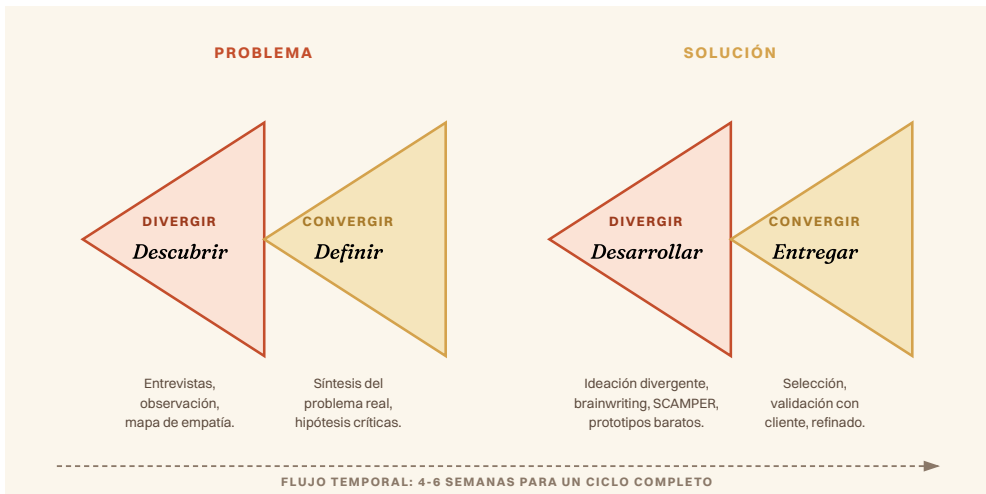 PROBLEMA
SOLUCIÓN
DIVERGIR
Descubrir
CONVERGIR
Definir
DIVERGIR
Desarrollar
CONVERGIR
Entregar
Entrevistas,
observación,
mapa de empatía.
Síntesis del
problema real,
hipótesis críticas.
Ideación divergente,
brainwriting, SCAMPER,
prototipos baratos.
Selección,
validación con
cliente, refinado.
FLUJO TEMPORAL: 4-6 SEMANAS PARA UN CICLO COMPLETO